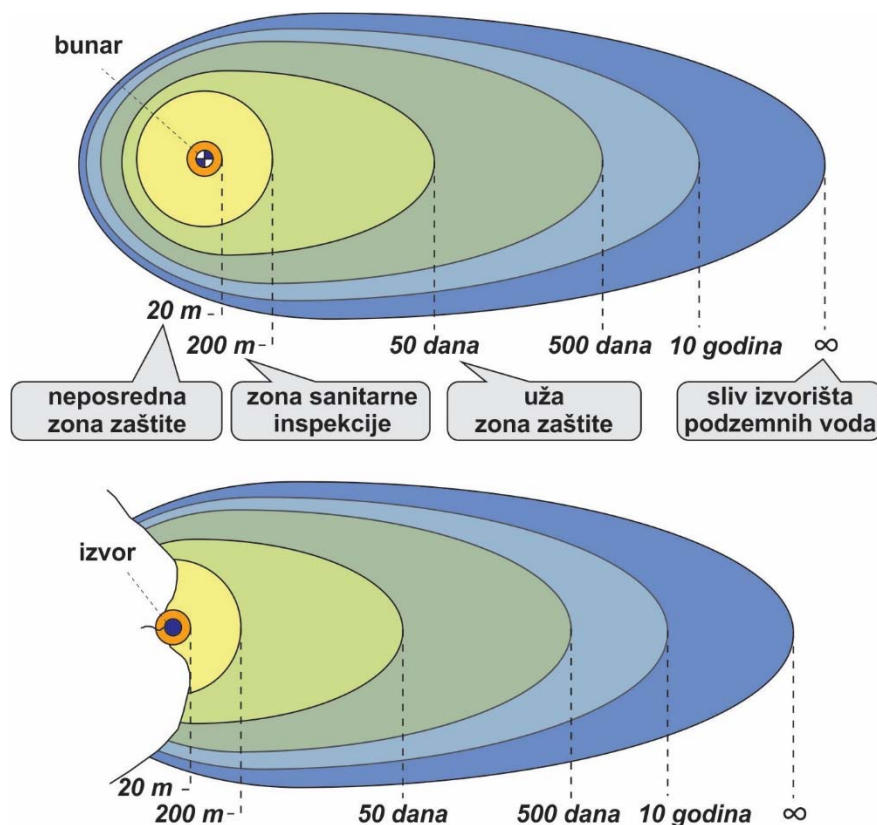 bunar
20 m
200 m
50 dana
500 dana
10 godina
∞
neposredna
zona zaštite
zona sanitarne
inspekcije
uža
zona zaštite
sliv izvorišta
podzemnih voda
izvor
20 m
200 m
50 dana
500 dana
10 godina
∞